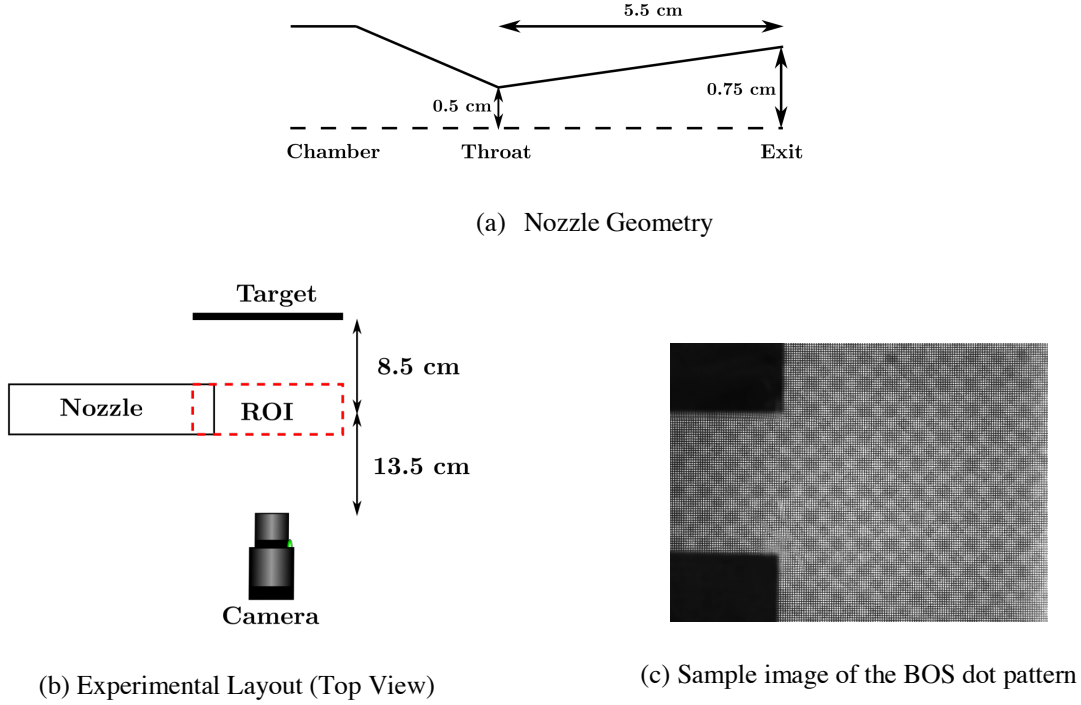 5.5 cm
0.5 cm
0.75 cm
Chamber
Throat
Exit
(a) Nozzle Geometry
Target
8.5 cm
Nozzle
ROI
13.5 cm
Camera
(b) Experimental Layout (Top View)
(c) Sample image of the BOS dot pattern